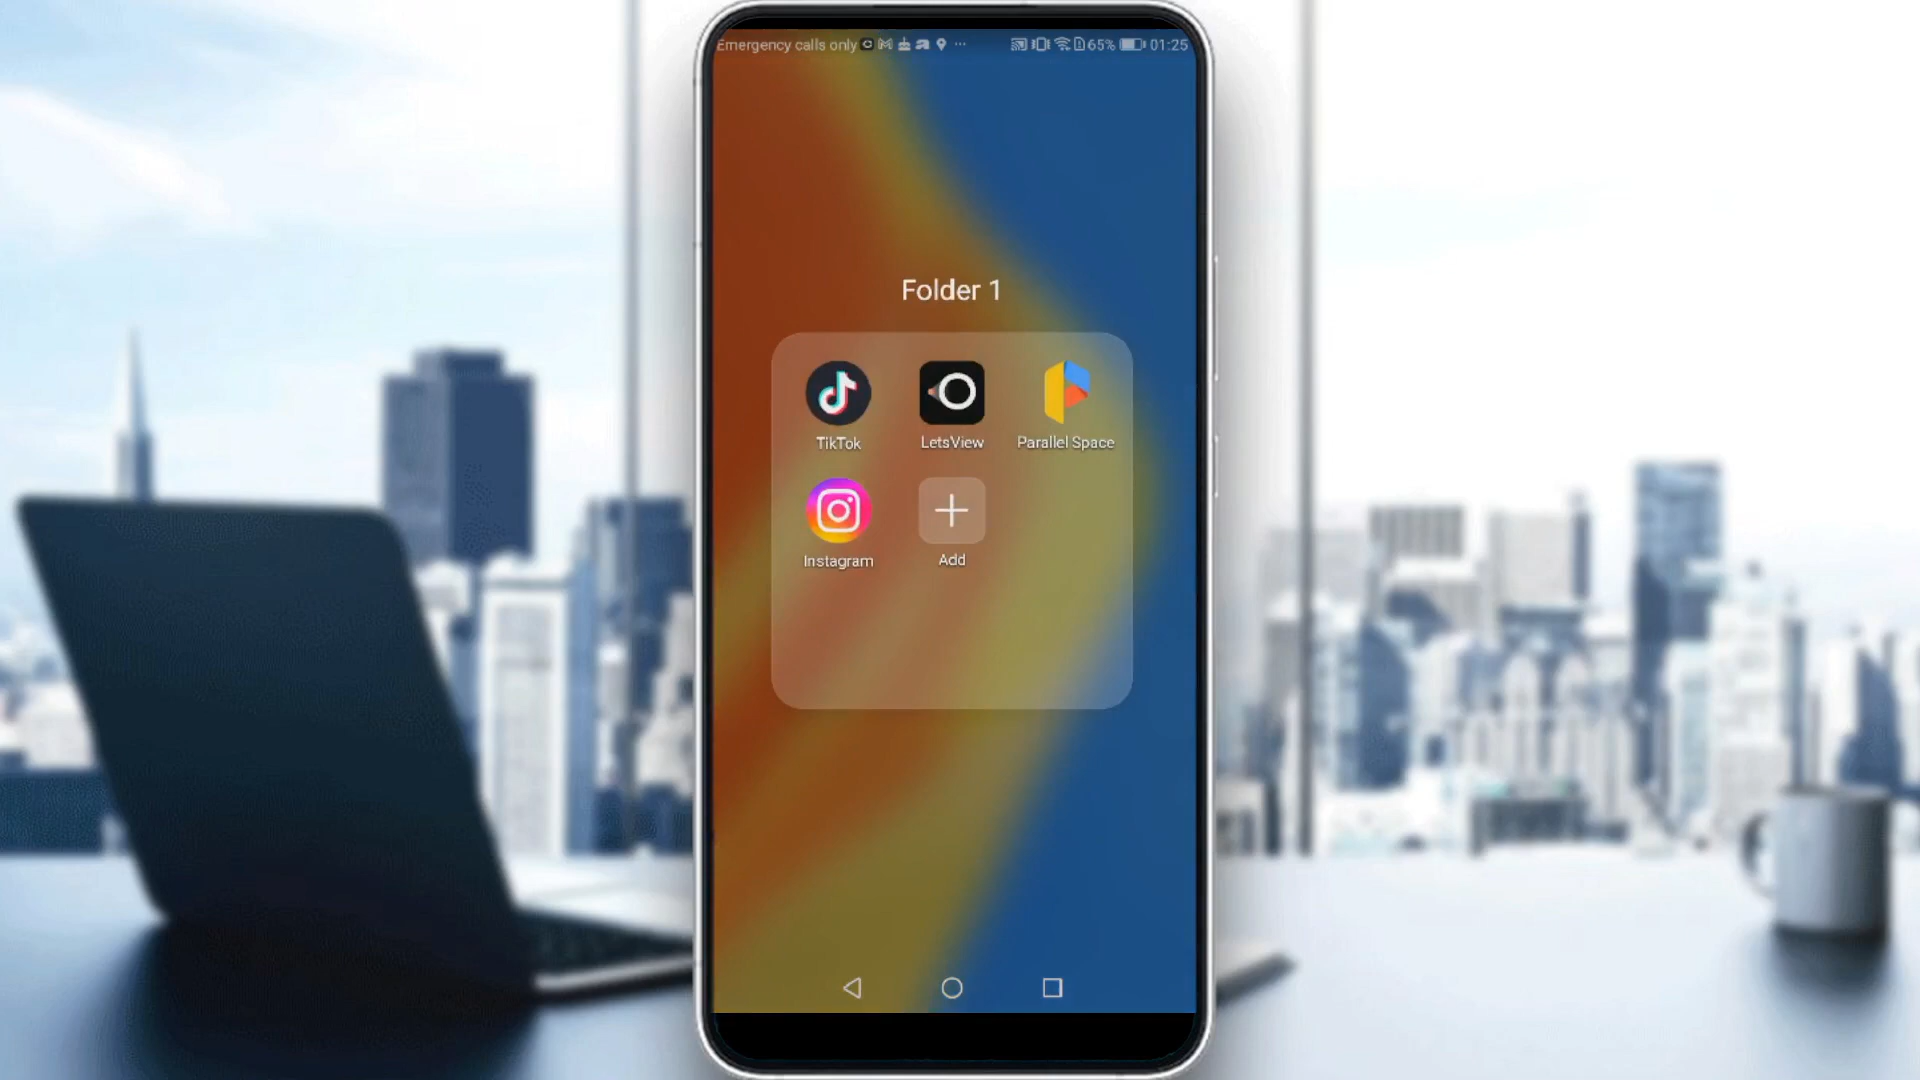 Emergency calls only 65% 01:25
Folder 1
TikTok LetsView Parallel Space
Instagram Add